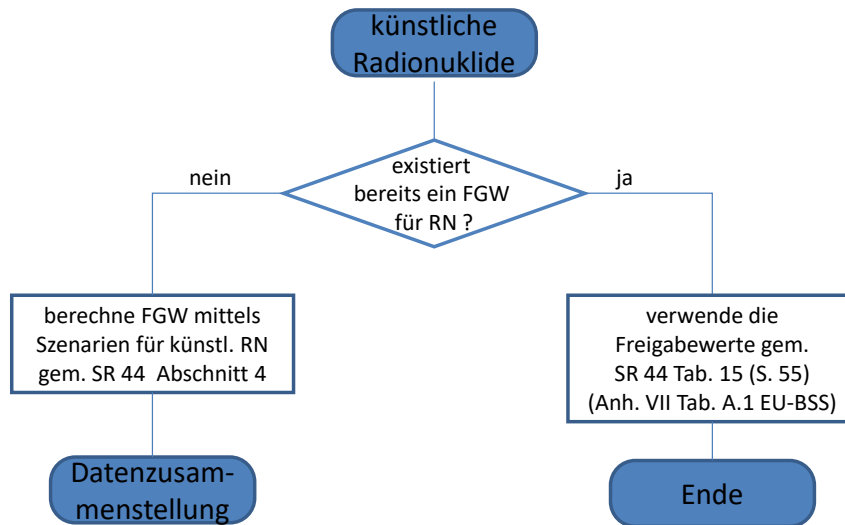 künstliche
Radionuklide
nein
existiert
bereits ein FGW
für RN ?
ja
berechne FGW mittels
Szenarien für künstl. RN
gem. SR 44 Abschnitt 4
verwende die
Freigabewerte gem.
SR 44 Tab. 15 (S. 55)
(Anh. VII Tab. A.1 EU-BSS)
Datenzusam-
menstellung
Ende